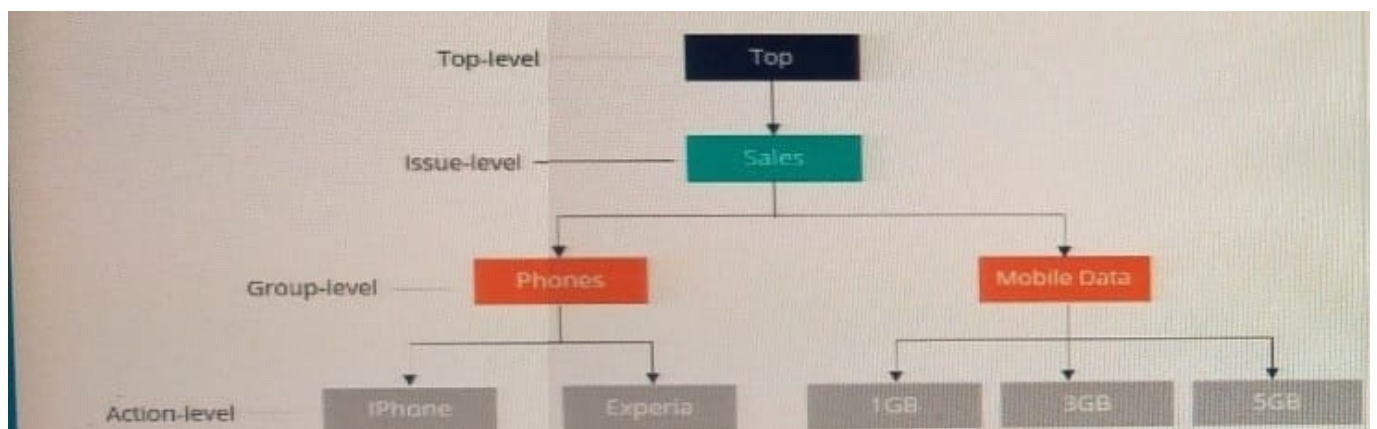 Top-level Top
Issue-level Sales
Group-level Phones Mobile Data
Action-level IPhone Experia 1GB 3GB 5GB